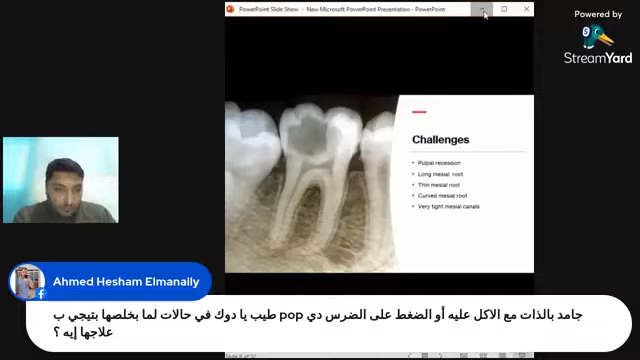 PowerPoint Slide Show - New Microsoft PowerPoint Presentation - PowerPoint
Powered by
StreamYard
Challenges
• Pulpal recession
• Long mesial root
• Thin mesial root
• Curved mesial root
• Very tight mesial canals
Ahmed Hesham Elmanally
جامد بالذات مع الاكل عليه أو الضغط على الضرس دي pop طيب يا دوك في حالات لما بخلصها بتيجي ب
علاجها إيه ؟